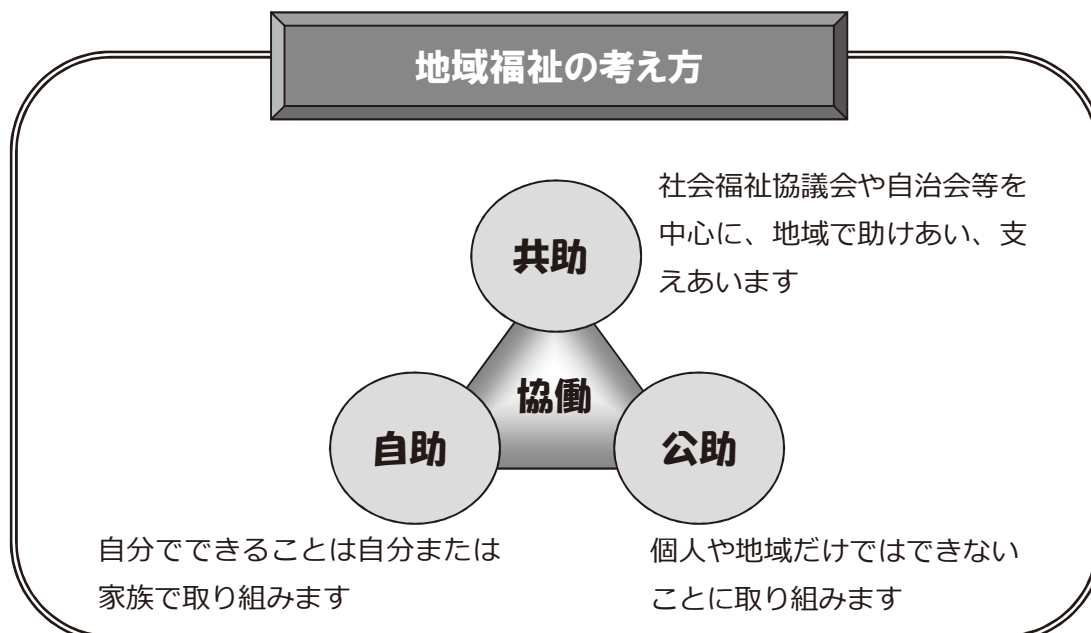 地域福祉の考え方
社会福祉協議会や自治会等を
中心に、地域で助けあい、支
えあいます
共助
協働
自助
公助
自分でできることは自分または
家族で取り組みます
個人や地域だけではできない
ことに取り組みます